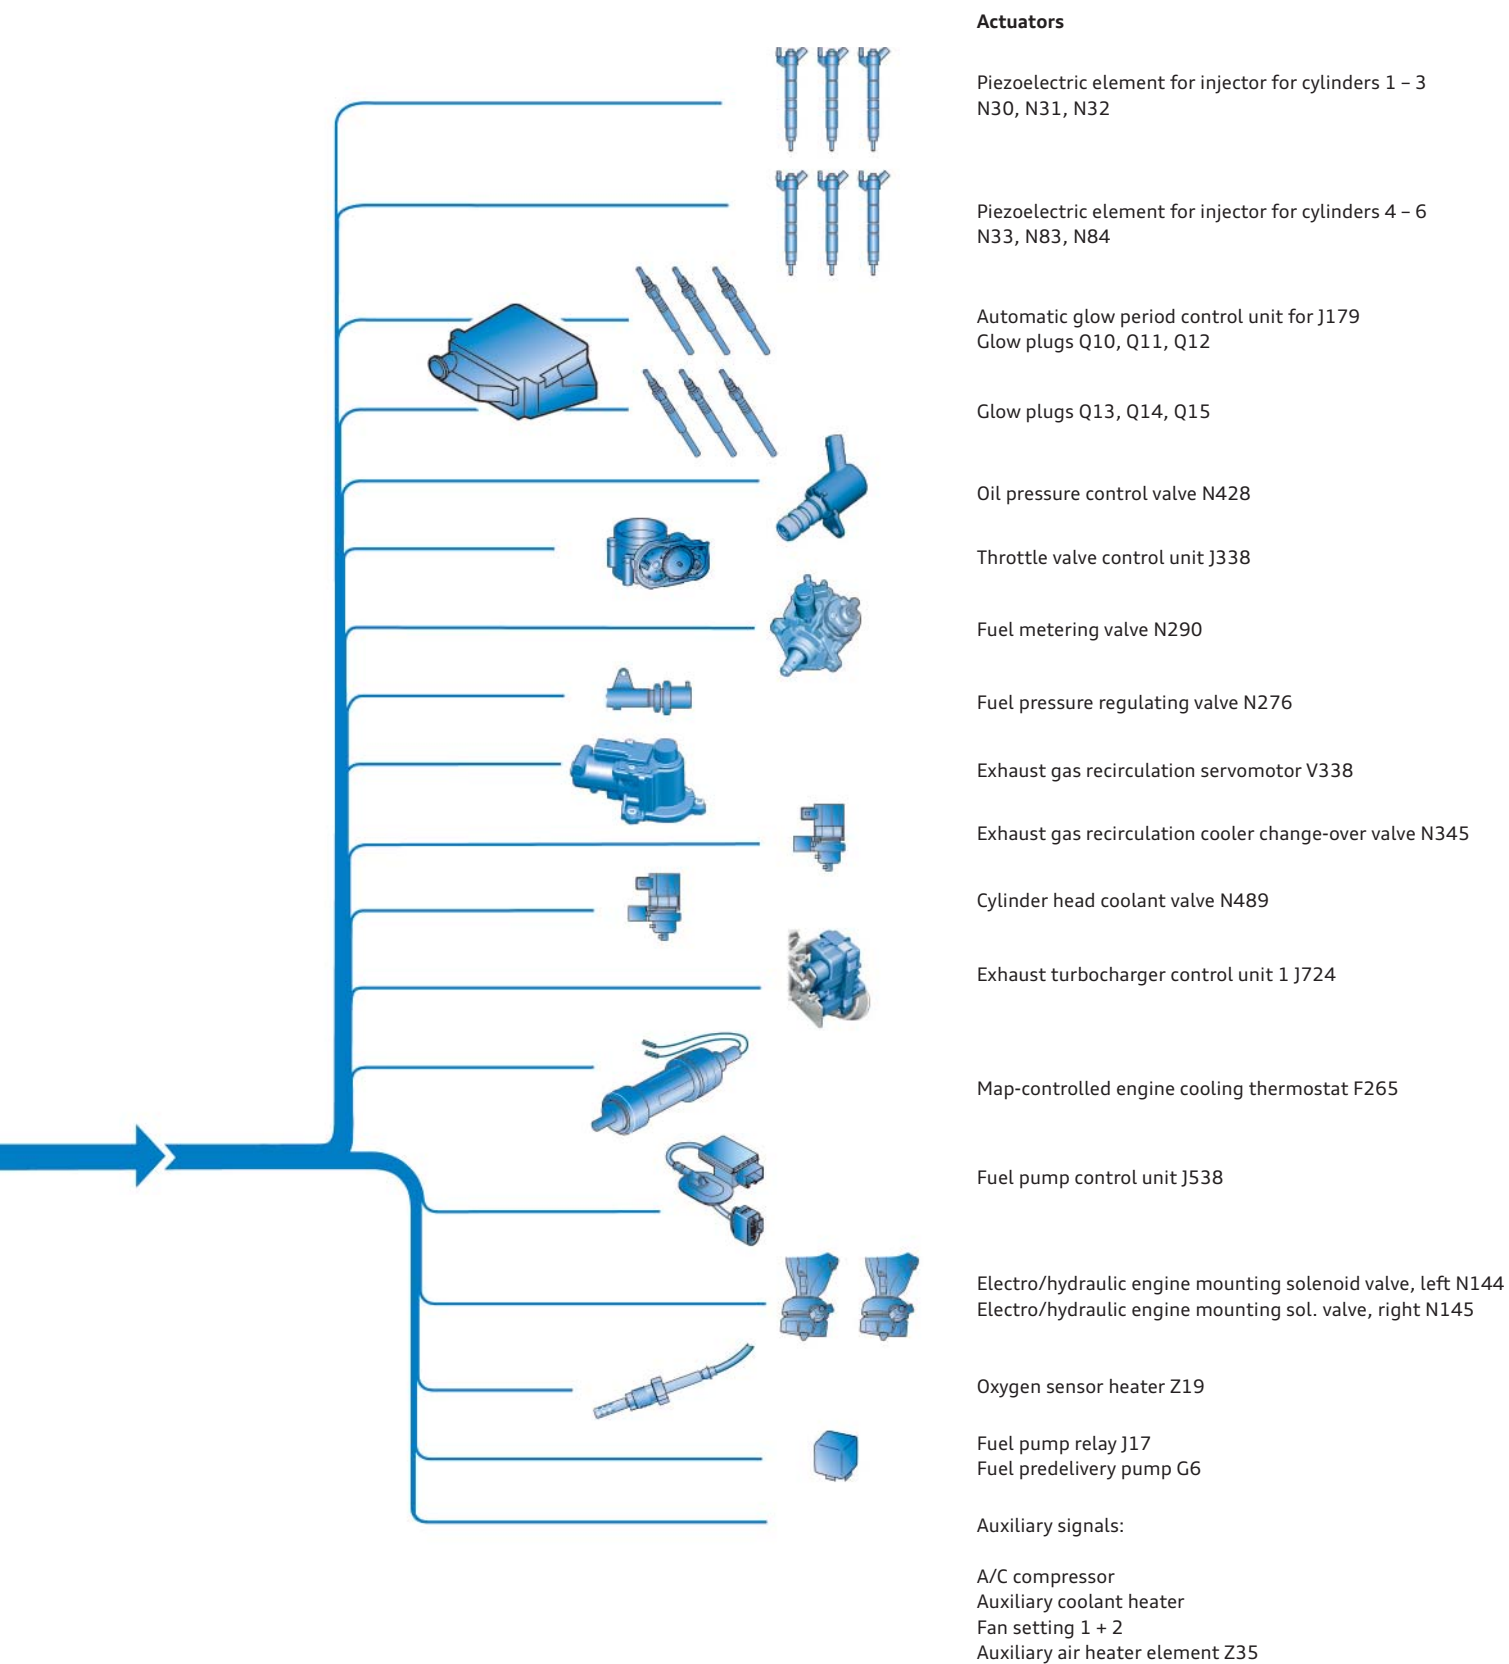 Actuators
Piezoelectric element for injector for cylinders 1 – 3
N30, N31, N32
Piezoelectric element for injector for cylinders 4 – 6
N33, N83, N84
Automatic glow period control unit for J179
Glow plugs Q10, Q11, Q12
Glow plugs Q13, Q14, Q15
Oil pressure control valve N428
Throttle valve control unit J338
Fuel metering valve N290
Fuel pressure regulating valve N276
Exhaust gas recirculation servomotor V338
Exhaust gas recirculation cooler change-over valve N345
Cylinder head coolant valve N489
Exhaust turbocharger control unit 1 J724
Map-controlled engine cooling thermostat F265
Fuel pump control unit J538
Electro/hydraulic engine mounting solenoid valve, left N144
Electro/hydraulic engine mounting sol. valve, right N145
Oxygen sensor heater Z19
Fuel pump relay J17
Fuel predelivery pump G6
Auxiliary signals:
A/C compressor
Auxiliary coolant heater
Fan setting 1 + 2
Auxiliary air heater element Z35